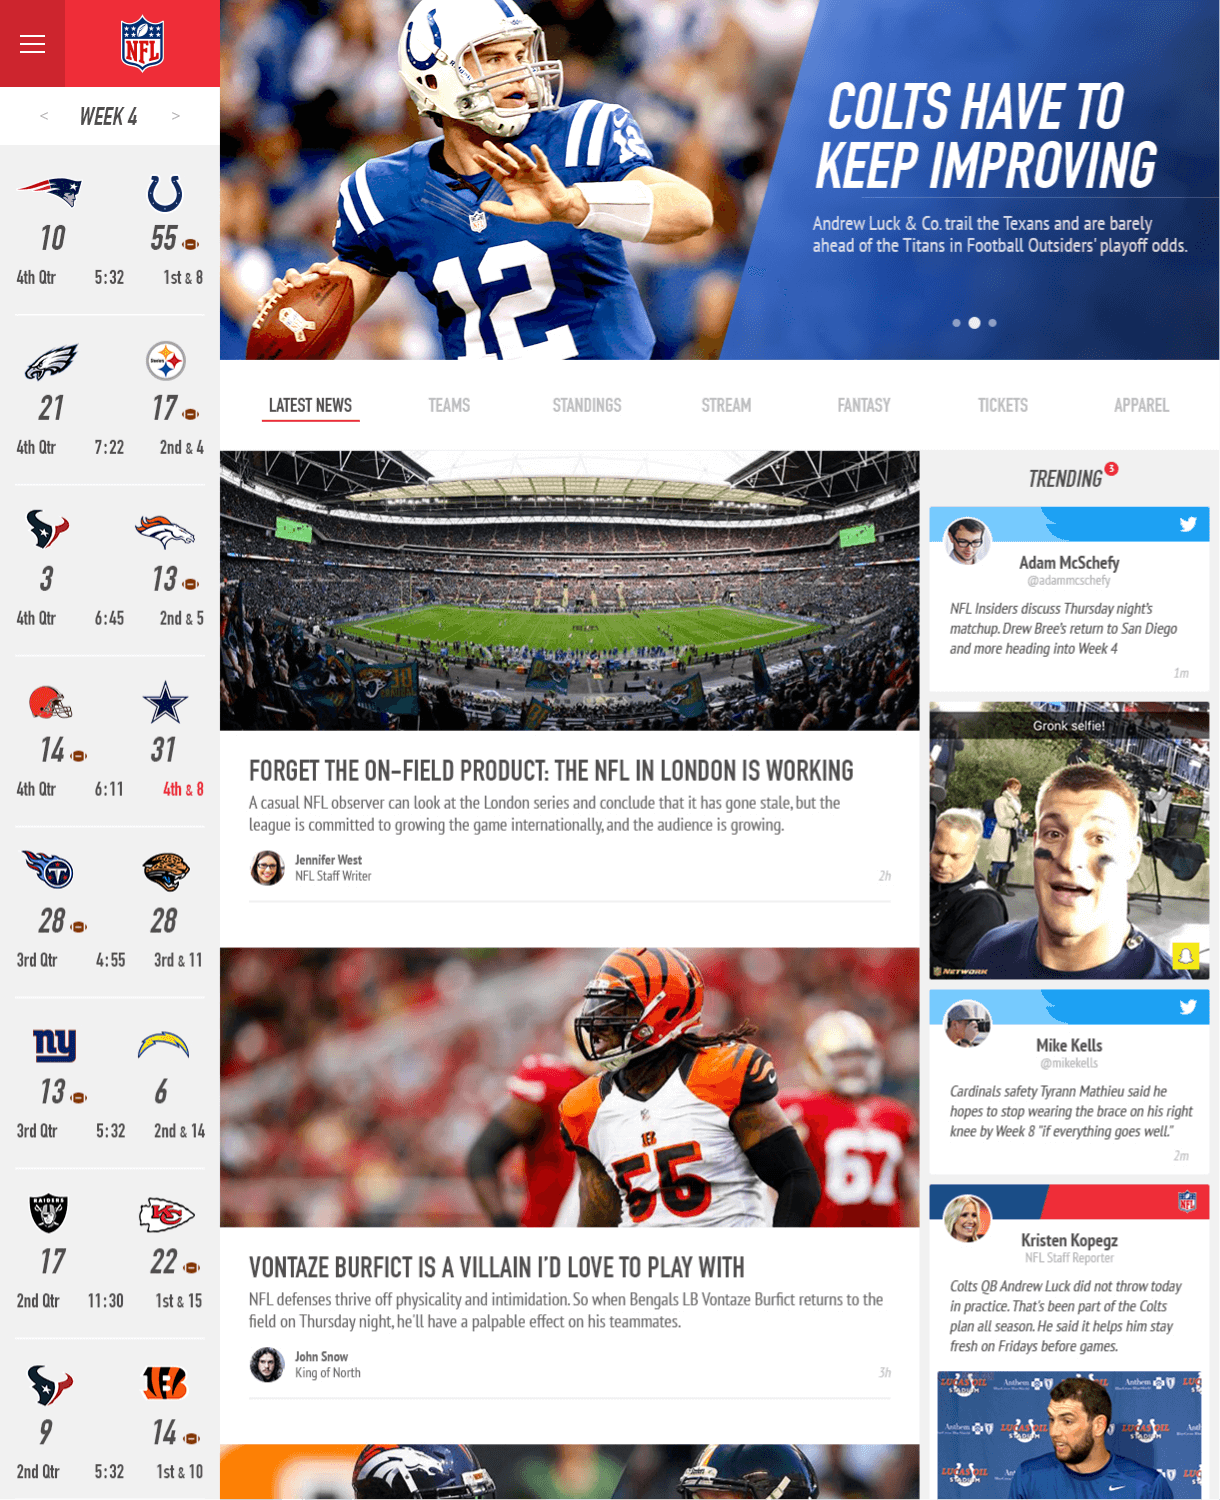 NFL
< WEEK 4 >
10 55
4th Qtr 5:32 1st & 8
Steelers
21 17
4th Qtr 7:22 2nd & 4
3 13
4th Qtr 6:45 2nd & 5
14 31
4th Qtr 6:11 4th & 8
28 28
3rd Qtr 4:55 3rd & 11
ny
13 6
3rd Qtr 5:32 2nd & 14
RAIDERS KC
17 22
2nd Qtr 11:30 1st & 15
9 14
2nd Qtr 5:32 1st & 10
COLTS HAVE TO
KEEP IMPROVING
Andrew Luck & Co. trail the Texans and are barely
ahead of the Titans in Football Outsiders' playoff odds.
12
12
LATEST NEWS TEAMS STANDINGS STREAM FANTASY TICKETS APPAREL
FORGET THE ON-FIELD PRODUCT: THE NFL IN LONDON IS WORKING
A casual NFL observer can look at the London series and conclude that it has gone stale, but the
league is committed to growing the game internationally, and the audience is growing.
Jennifer West
NFL Staff Writer
2h
55
67
VONTAZE BURFICT IS A VILLAIN I'D LOVE TO PLAY WITH
NFL defenses thrive off physicality and intimidation. So when Bengals LB Vontaze Burfict returns to the
field on Thursday night, he'll have a palpable effect on his teammates.
John Snow
King of North
3h
TRENDING 3
Adam McSchefy
@adammcschefy
NFL Insiders discuss Thursday night's
matchup. Drew Bree's return to San Diego
and more heading into Week 4
1m
Gronk selfie!
NETWORK
Mike Kells
@mikekells
Cardinals safety Tyrann Mathieu said he
hopes to stop wearing the brace on his right
knee by Week 8 "if everything goes well."
2m
NFL
Kristen Kopegz
NFL Staff Reporter
Colts QB Andrew Luck did not throw today
in practice. That's been part of the Colts
plan all season. He said it helps him stay
fresh on Fridays before games.
LUCAS OIL
STADIUM
Anthem